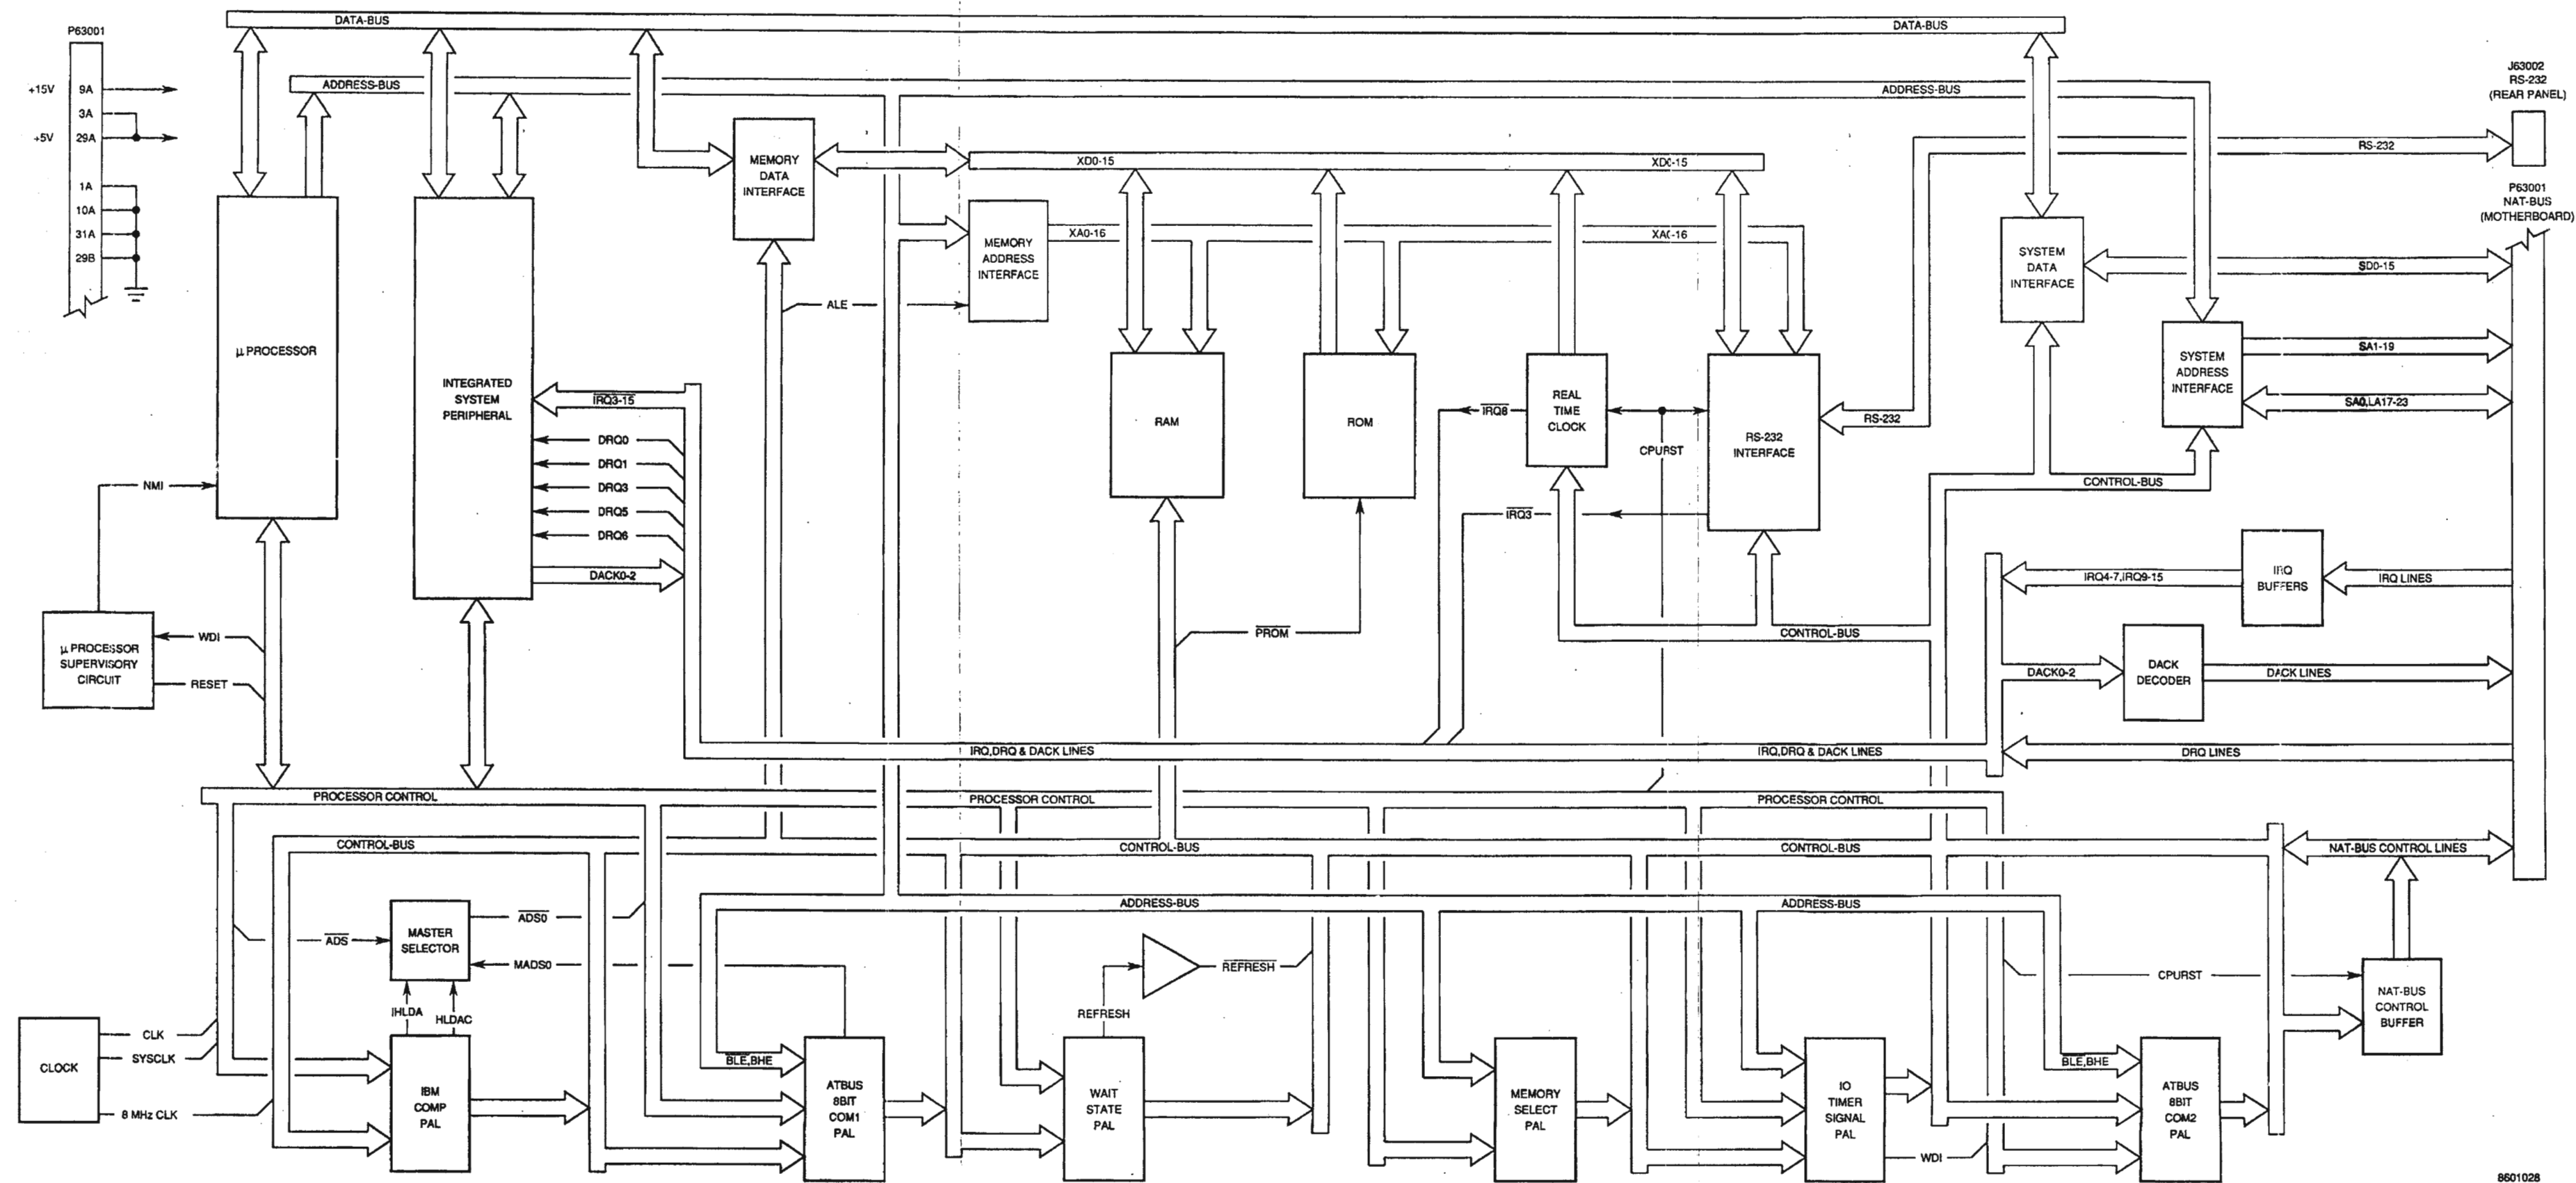 DATA-BUS
DATA-BUS
P63001
ADDRESS-BUS
ADDRESS-BUS
J63002
RS-232
(REAR PANEL)
+15V
9A
3A
+5V
29A
1A
10A
31A
29B
MEMORY
DATA
INTERFACE
XD0-15
XD0-15
RS-232
P63001
NAT-BUS
(MOTHERBOARD)
MEMORY
ADDRESS
INTERFACE
XA0-16
XA0-16
SYSTEM
DATA
INTERFACE
SD0-15
ALE
μ PROCESSOR
INTEGRATED
SYSTEM
PERIPHERAL
IRQ3-15
DRQ0
DRQ1
DRQ3
DRQ5
DRQ6
DACK0-2
RAM
ROM
REAL
TIME
CLOCK
IRQ8
CPURST
RS-232
INTERFACE
RS-232
IRQ3
SYSTEM
ADDRESS
INTERFACE
SA1-19
SA0,LA17-23
CONTROL-BUS
NMI
μ PROCESSOR
SUPERVISORY
CIRCUIT
WDI
RESET
PROM
CONTROL-BUS
IRQ4-7,IRQ9-15
IRQ
BUFFERS
IRQ LINES
DACK0-2
DACK
DECODER
DACK LINES
IRQ,DRQ & DACK LINES
IRQ,DRQ & DACK LINES
DRQ LINES
PROCESSOR CONTROL
PROCESSOR CONTROL
PROCESSOR CONTROL
CONTROL-BUS
CONTROL-BUS
CONTROL-BUS
NAT-BUS CONTROL LINES
ADDRESS-BUS
ADDRESS-BUS
ADS
MASTER
SELECTOR
ADS0
MADS0
IHLDA
HLDAC
REFRESH
REFRESH
CPURST
NAT-BUS
CONTROL
BUFFER
CLOCK
CLK
SYSCLK
8 MHz CLK
IBM
COMP
PAL
BLE,BHE
ATBUS
8BIT
COM1
PAL
WAIT
STATE
PAL
MEMORY
SELECT
PAL
IO
TIMER
SIGNAL
PAL
WDI
BLE,BHE
ATBUS
8BIT
COM2
PAL
8601028